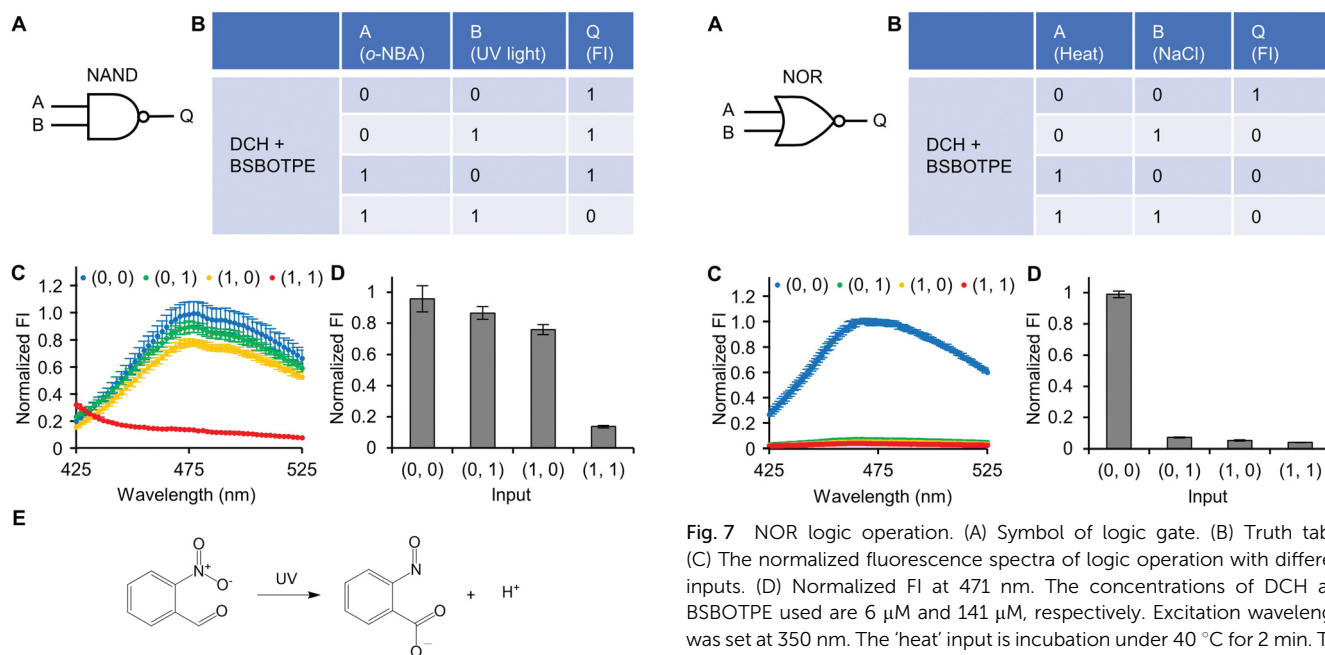 A
NAND
A
B
Q
B
A (o-NBA) B (UV light) Q (FI)
DCH + BSBOTPE
0 0 1
0 1 1
1 0 1
1 1 0
C
(0, 0) (0, 1) (1, 0) (1, 1)
Normalized FI
1.2
1.0
0.8
0.6
0.4
0.2
0
425 475 525
Wavelength (nm)
D
Normalized FI
1
0.8
0.6
0.4
0.2
0
(0, 0) (0, 1) (1, 0) (1, 1)
Input
E
O
N+
O-
O
UV
O
N
O
O−
+ H+
A
NOR
A
B
Q
B
A (Heat) B (NaCl) Q (FI)
DCH + BSBOTPE
0 0 1
0 1 0
1 0 0
1 1 0
C
(0, 0) (0, 1) (1, 0) (1, 1)
Normalized FI
1.2
1.0
0.8
0.6
0.4
0.2
0
425 475 525
Wavelength (nm)
D
Normalized FI
1
0.8
0.6
0.4
0.2
0
(0, 0) (0, 1) (1, 0) (1, 1)
Input
Fig. 7 NOR logic operation. (A) Symbol of logic gate. (B) Truth
(C) The normalized fluorescence spectra of logic operation with
inputs. (D) Normalized FI at 471 nm. The concentrations of DCH
BSBOTPE used are 6 μM and 141 μM, respectively. Excitation
was set at 350 nm. The 'heat' input is incubation under 40 °C for 2 min.